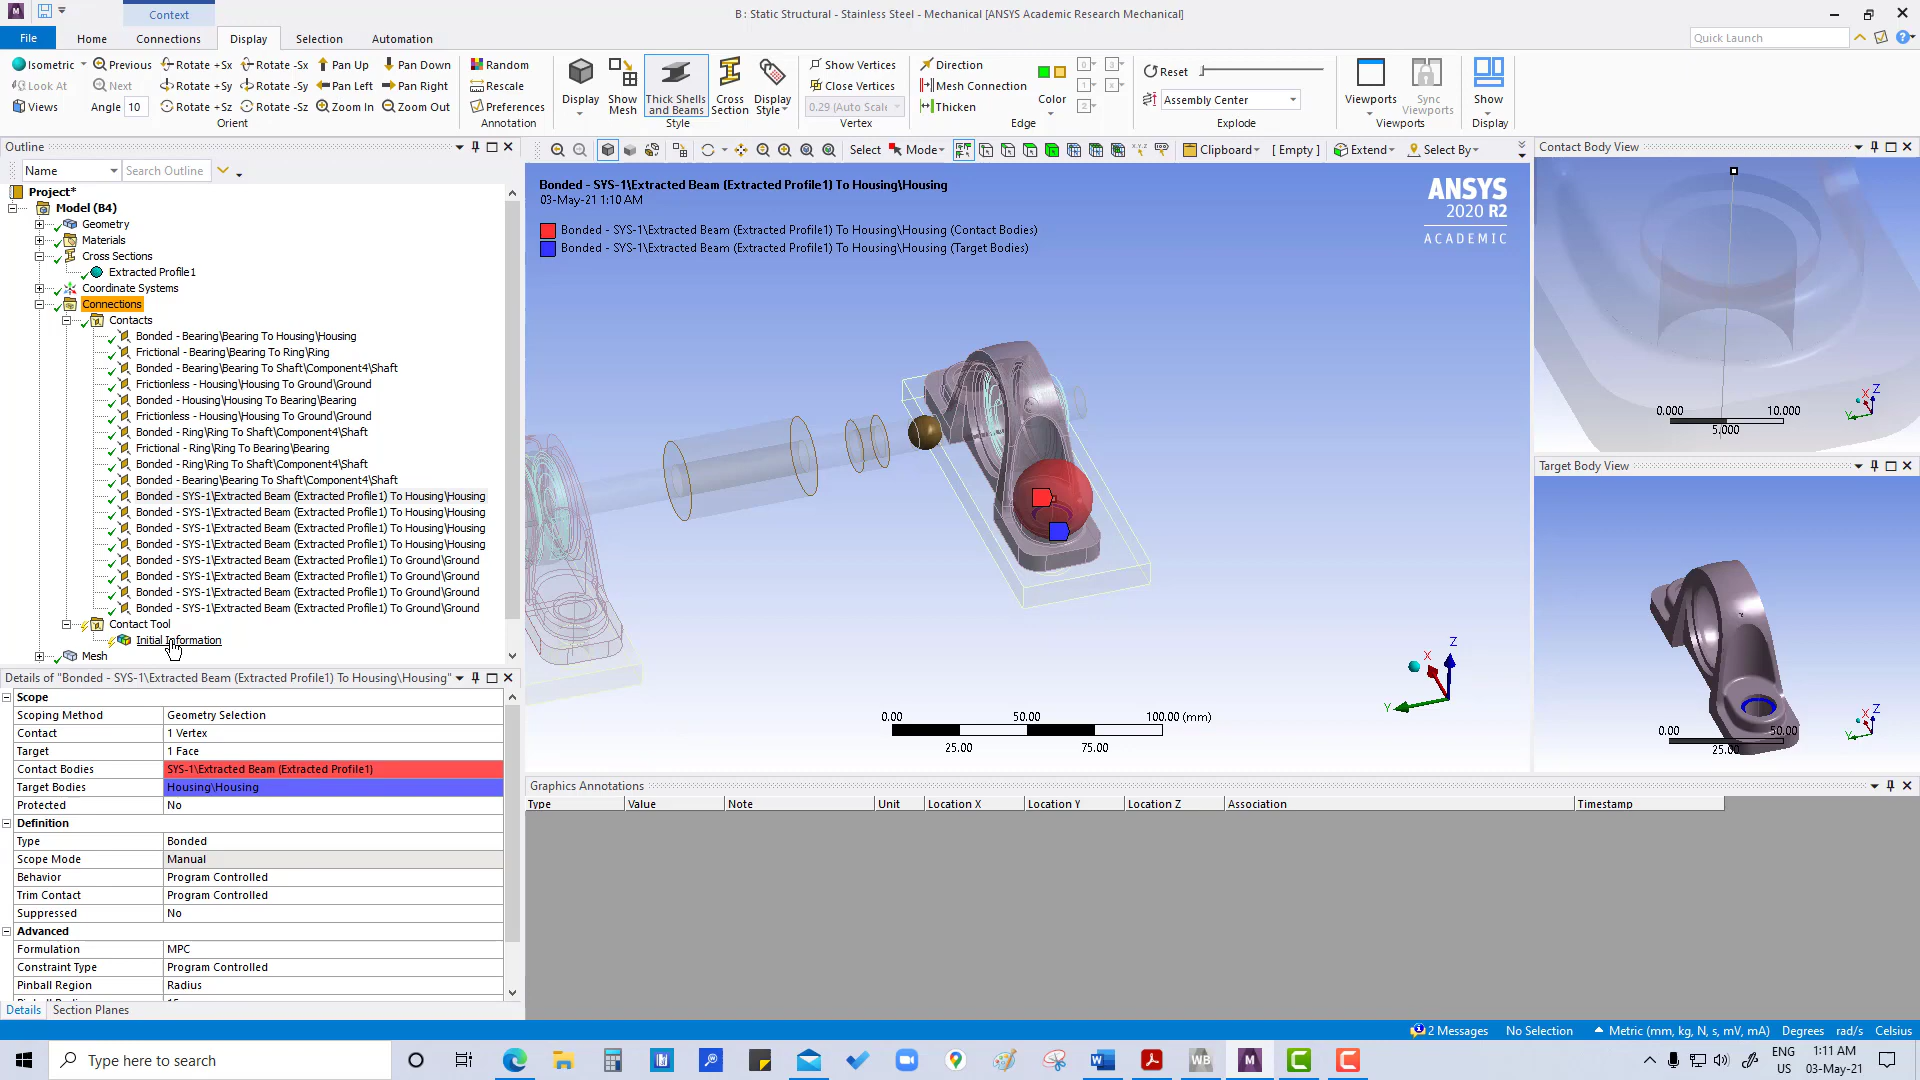 Context
B : Static Structural - Stainless Steel - Mechanical [ANSYS Academic Research Mechanical]
File
Home
Connections
Display
Selection
Automation
Quick Launch
Isometric
Previous
Rotate +Sx
Rotate -Sx
Pan Up
Pan Down
Random
Look At
Next
Rotate +Sy
Rotate -Sy
Pan Left
Pan Right
Rescale
Views
Angle 10
Rotate +Sz
Rotate -Sz
Zoom In
Zoom Out
Preferences
Orient
Annotation
Display
Show Mesh
Thick Shells and Beams
Cross Section
Display Style
Style
Show Vertices
Close Vertices
0.29 (Auto Scale
Vertex
Direction
Mesh Connection
Thicken
Color
Edge
Reset
Assembly Center
Explode
Viewports
Sync Viewports
Viewports
Show
Display
Outline
Name
Search Outline
Select
Mode
Clipboard
[ Empty ]
Extend
Select By
Project*
Model (B4)
Geometry
Materials
Cross Sections
Extracted Profile1
Coordinate Systems
Connections
Contacts
Bonded - Bearing\Bearing To Housing\Housing
Frictional - Bearing\Bearing To Ring\Ring
Bonded - Bearing\Bearing To Shaft\Component4\Shaft
Frictionless - Housing\Housing To Ground\Ground
Bonded - Housing\Housing To Bearing\Bearing
Frictionless - Housing\Housing To Ground\Ground
Bonded - Ring\Ring To Shaft\Component4\Shaft
Frictional - Ring\Ring To Bearing\Bearing
Bonded - Ring\Ring To Shaft\Component4\Shaft
Bonded - Bearing\Bearing To Shaft\Component4\Shaft
Bonded - SYS-1\Extracted Beam (Extracted Profile1) To Housing\Housing
Bonded - SYS-1\Extracted Beam (Extracted Profile1) To Housing\Housing
Bonded - SYS-1\Extracted Beam (Extracted Profile1) To Housing\Housing
Bonded - SYS-1\Extracted Beam (Extracted Profile1) To Housing\Housing
Bonded - SYS-1\Extracted Beam (Extracted Profile1) To Ground\Ground
Bonded - SYS-1\Extracted Beam (Extracted Profile1) To Ground\Ground
Bonded - SYS-1\Extracted Beam (Extracted Profile1) To Ground\Ground
Bonded - SYS-1\Extracted Beam (Extracted Profile1) To Ground\Ground
Contact Tool
Initial Information
Mesh
Details of "Bonded - SYS-1\Extracted Beam (Extracted Profile1) To Housing\Housing"
Scope
Scoping Method Geometry Selection
Contact 1 Vertex
Target 1 Face
Contact Bodies SYS-1\Extracted Beam (Extracted Profile1)
Target Bodies Housing\Housing
Protected No
Definition
Type Bonded
Scope Mode Manual
Behavior Program Controlled
Trim Contact Program Controlled
Suppressed No
Advanced
Formulation MPC
Constraint Type Program Controlled
Pinball Region Radius
Details
Section Planes
Bonded - SYS-1\Extracted Beam (Extracted Profile1) To Housing\Housing
03-May-21 1:10 AM
Bonded - SYS-1\Extracted Beam (Extracted Profile1) To Housing\Housing (Contact Bodies)
Bonded - SYS-1\Extracted Beam (Extracted Profile1) To Housing\Housing (Target Bodies)
ANSYS
2020 R2
ACADEMIC
Z
X
Y
0.00 50.00 100.00 (mm)
25.00 75.00
Contact Body View
0.000 10.000
5.000
Z
X
Y
Target Body View
0.00 50.00
25.00
Z
X
Y
Graphics Annotations
Type Value Note Unit Location X Location Y Location Z Association Timestamp
2 Messages
No Selection
Metric (mm, kg, N, s, mV, mA)
Degrees
rad/s
Celsius
Type here to search
WB
M
ENG
US
1:11 AM
03-May-21